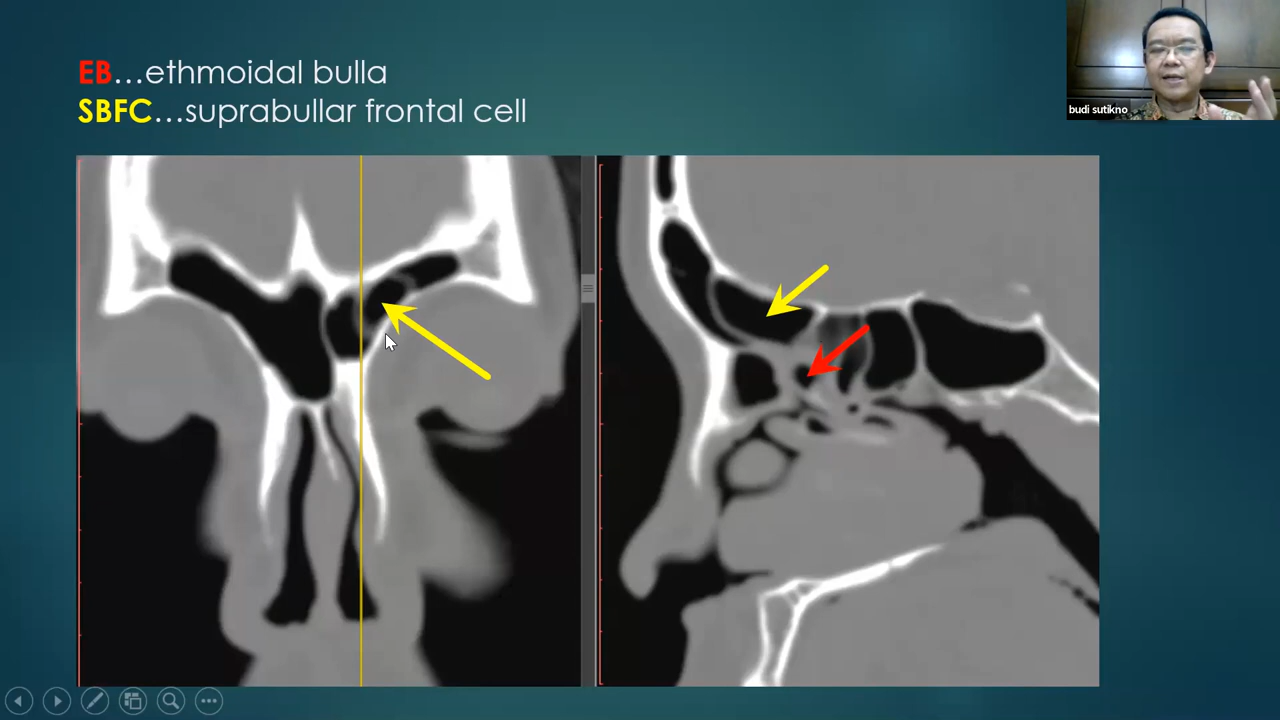 EB…ethmoidal bulla
SBFC…suprabullar frontal cell
budi sutikno